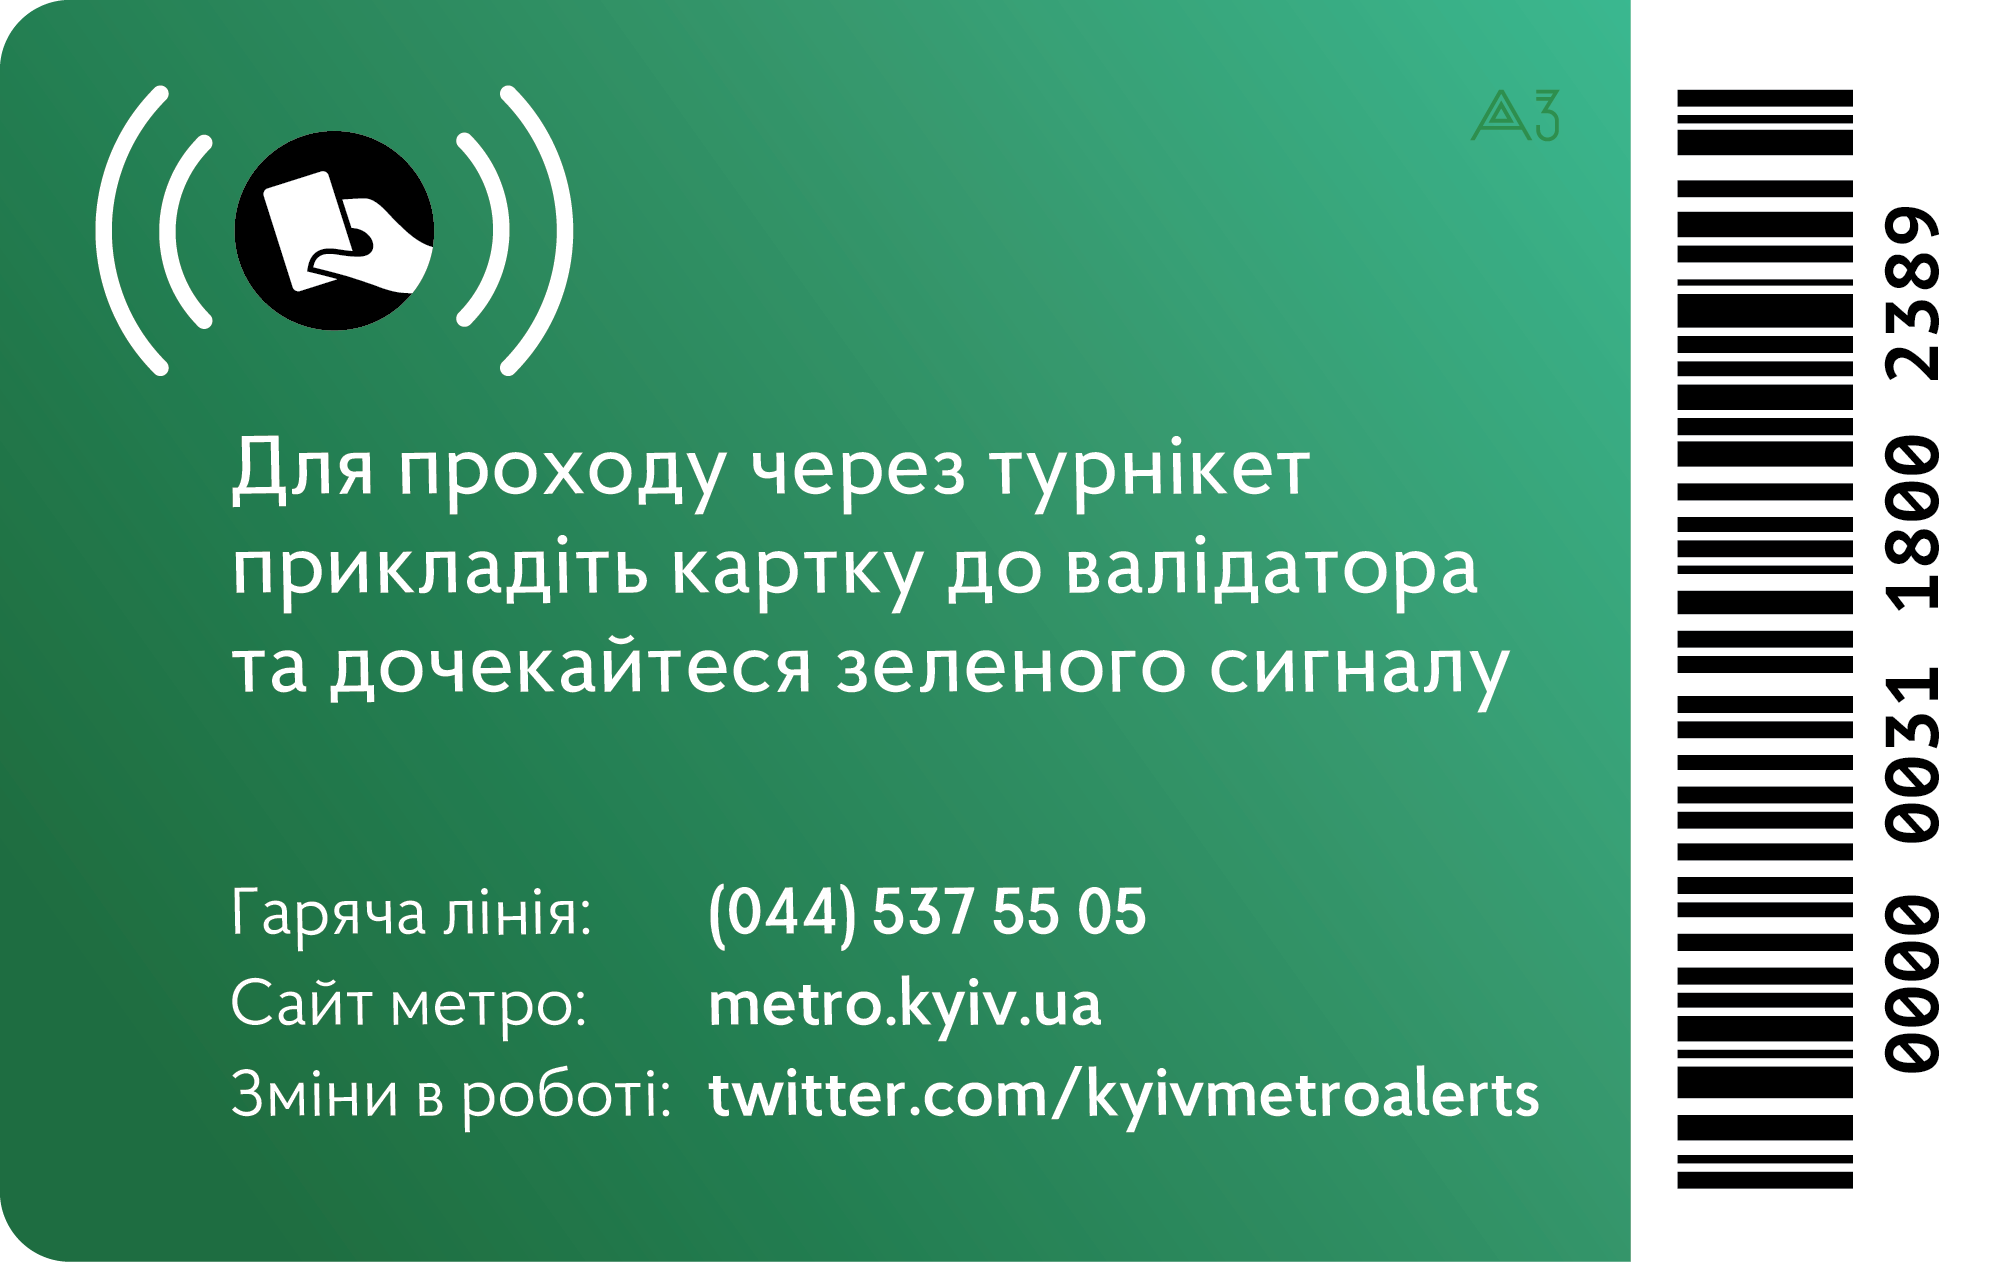 АЗ
Для проходу через турнікет
прикладіть картку до валідатора
та дочекайтеся зеленого сигналу
Гаряча лінія: (044) 537 55 05
Сайт метро: metro.kyiv.ua
Зміни в роботі: twitter.com/kyivmetroalerts
0000 0031 1800 2389